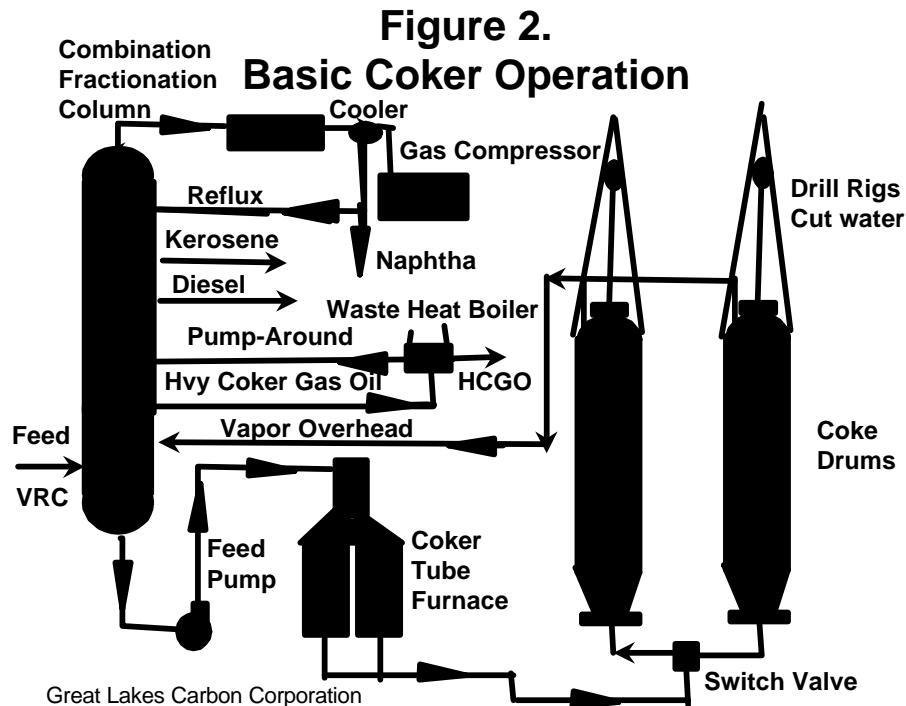 Figure 2.
Basic Coker Operation
Combination
Fractionation
Column
Cooler
Gas Compressor
Drill Rigs
Cut water
Reflux
Kerosene
Naphtha
Diesel
Waste Heat Boiler
Pump-Around
Hvy Coker Gas Oil
HCGO
Vapor Overhead
Feed
VRC
Coke
Drums
Feed
Pump
Coker
Tube
Furnace
Switch Valve
Great Lakes Carbon Corporation